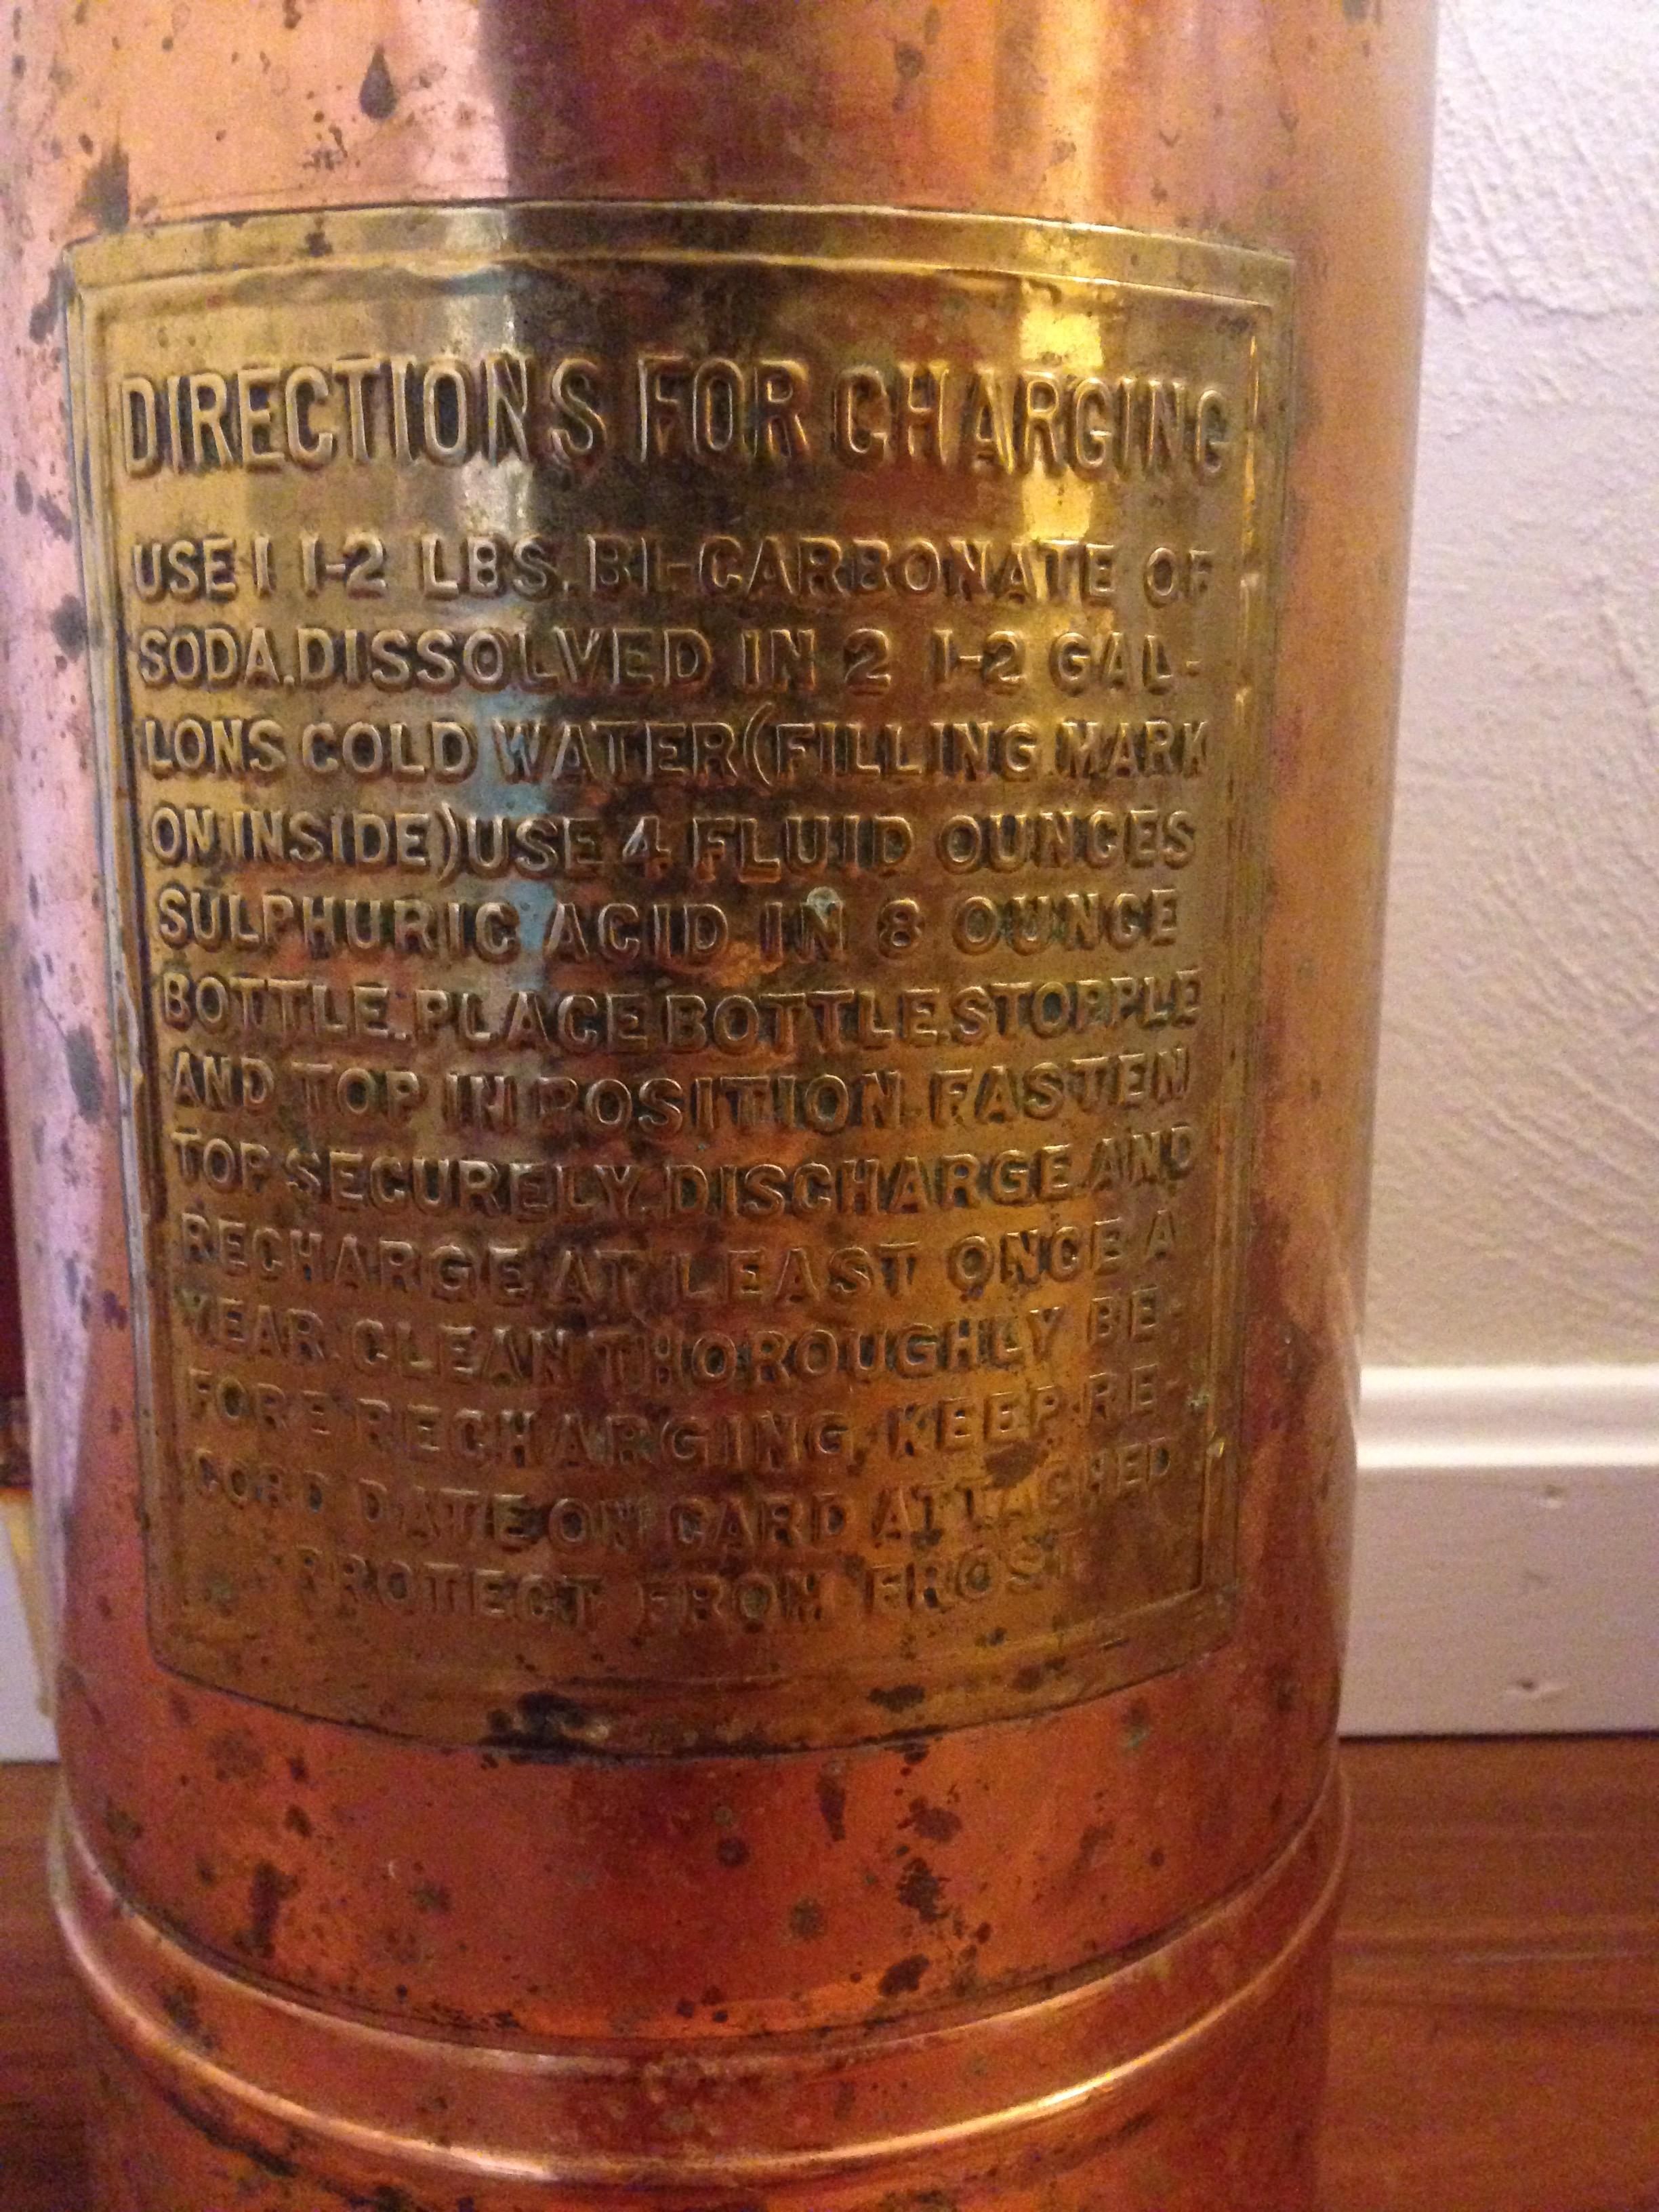 DIRECTIONS FOR CHARGING
USE 1 1-2 LBS. BI-CARBONATE OF
SODA. DISSOLVED IN 2 1-2 GAL-
LONS COLD WATER (FILLING MARK
ON INSIDE) USE 4 FLUID OUNCES
SULPHURIC ACID IN 8 OUNCE
BOTTLE. PLACE BOTTLE. STOPPLE
AND TOP IN POSITION. FASTEN
TOP SECURELY. DISCHARGE AND
RECHARGE AT LEAST ONCE A
YEAR. CLEAN THOROUGHLY BE-
FORE RECHARGING, KEEP RE-
CORD DATE ON CARD ATTACHED
PROTECT FROM FROST